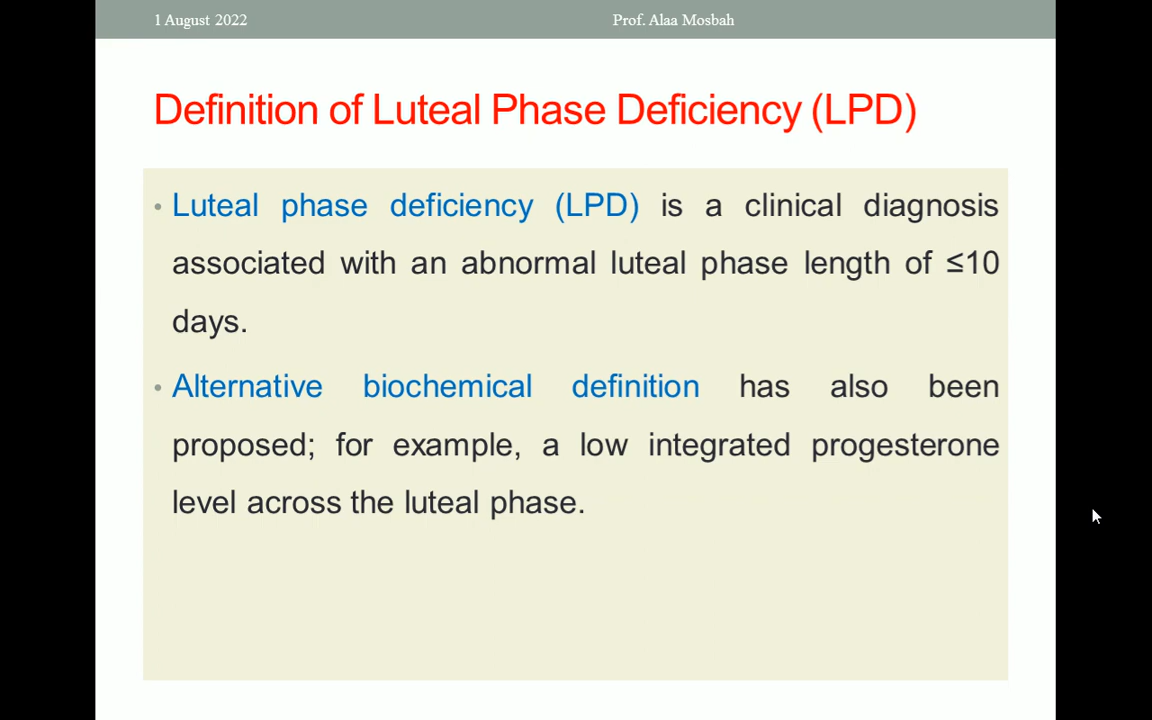 1 August 2022 Prof. Alaa Mosbah
Definition of Luteal Phase Deficiency (LPD)
• Luteal phase deficiency (LPD) is a clinical diagnosis
associated with an abnormal luteal phase length of ≤10
days.
• Alternative biochemical definition has also been
proposed; for example, a low integrated progesterone
level across the luteal phase.